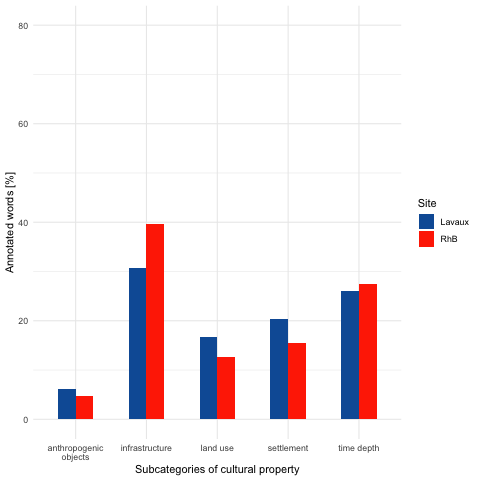 80
60
40
20
0
Annotated words [%]
anthropogenic
objects
infrastructure
land use
settlement
time depth
Subcategories of cultural property
Site
Lavaux
RhB